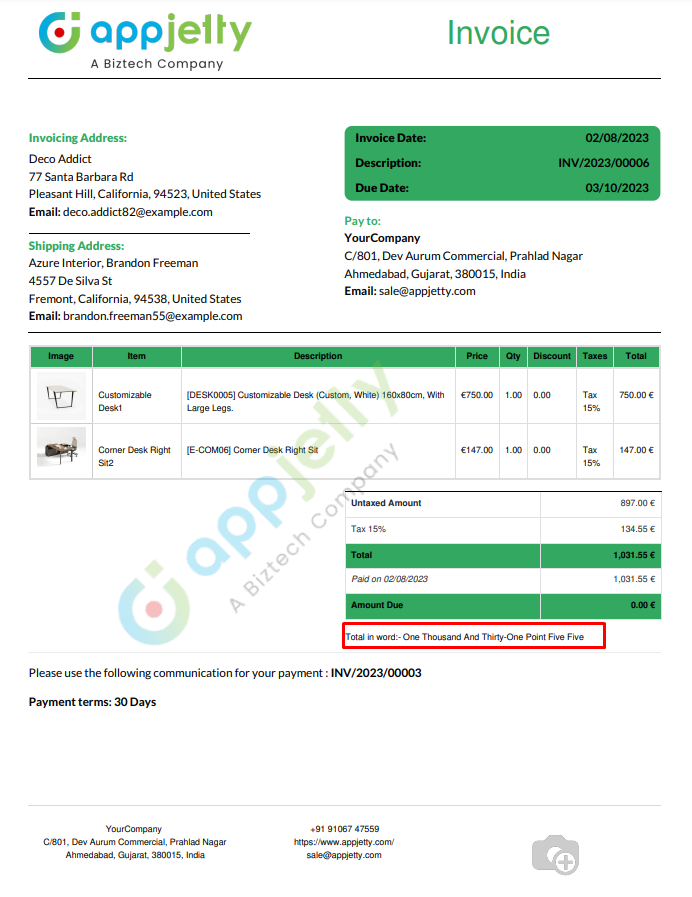 appjetty
A Biztech Company
Invoice
Invoicing Address:
Deco Addict
77 Santa Barbara Rd
Pleasant Hill, California, 94523, United States
Email: deco.addict82@example.com
Invoice Date: 02/08/2023
Description: INV/2023/00006
Due Date: 03/10/2023
Shipping Address:
Azure Interior, Brandon Freeman
4557 De Silva St
Fremont, California, 94538, United States
Email: brandon.freeman55@example.com
Pay to:
YourCompany
C/801, Dev Aurum Commercial, Prahlad Nagar
Ahmedabad, Gujarat, 380015, India
Email: sale@appjetty.com
Image Item Description Price Qty Discount Taxes Total
Customizable [DESK0005] Customizable Desk (Custom, White) 160x80cm, With €750.00 1.00 0.00 Tax 750.00 €
Desk1 Large Legs. 15%
Corner Desk Right [E-COM06] Corner Desk Right Sit €147.00 1.00 0.00 Tax 147.00 €
Sit2 15%
appjetty
A Biztech Company
Untaxed Amount 897.00 €
Tax 15% 134.55 €
Total 1,031.55 €
Paid on 02/08/2023 1,031.55 €
Amount Due 0.00 €
Total in word:- One Thousand And Thirty-One Point Five Five
Please use the following communication for your payment : INV/2023/00003
Payment terms: 30 Days
YourCompany
C/801, Dev Aurum Commercial, Prahlad Nagar
Ahmedabad, Gujarat, 380015, India
+91 91067 47559
https://www.appjetty.com/
sale@appjetty.com